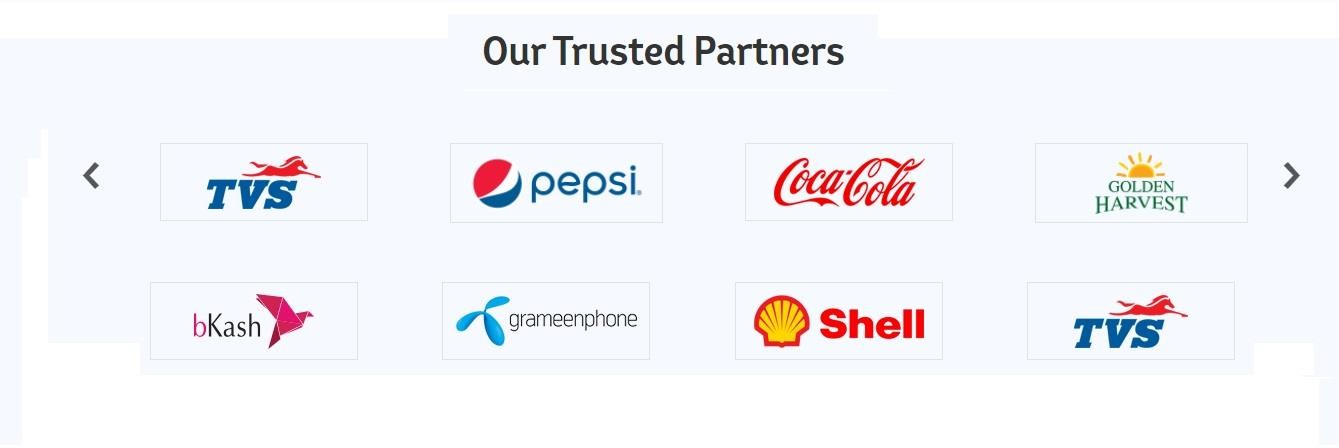 Our Trusted Partners
TVS
pepsi
Coca-Cola
GOLDEN
HARVEST
bKash
grameenphone
Shell
TVS